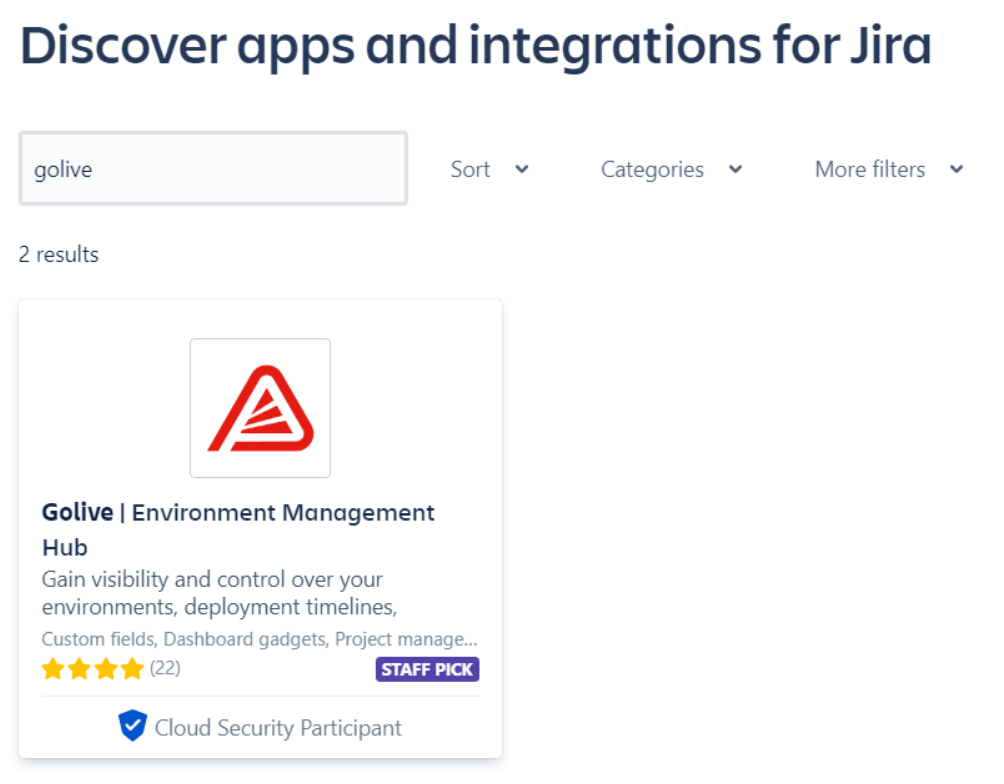 Discover apps and integrations for Jira
golive
Sort
Categories
More filters
2 results
Golive | Environment Management
Hub
Gain visibility and control over your
environments, deployment timelines,
Custom fields, Dashboard gadgets, Project manage...
(22)
STAFF PICK
Cloud Security Participant